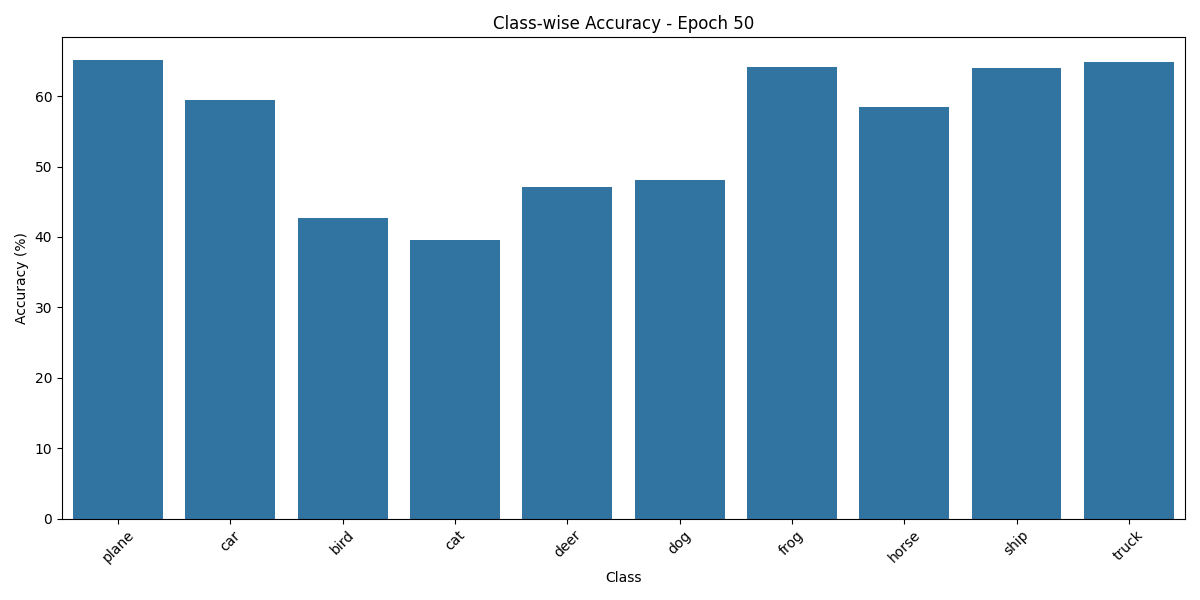 Class-wise Accuracy - Epoch 50
Accuracy (%)
60
50
40
30
20
10
0
plane
car
bird
cat
deer
dog
frog
horse
ship
truck
Class